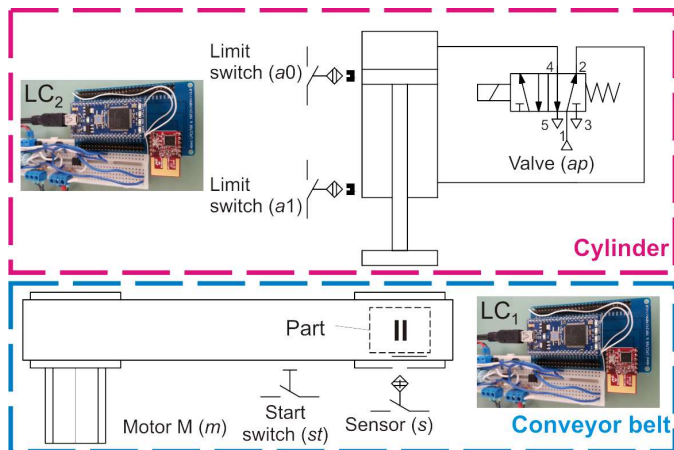 Limit
switch (a0)
LC2
4 2
5 3
1
Valve (ap)
Limit
switch (a1)
Cylinder
Part
II
LC1
Motor M (m)
Start
switch (st)
Sensor (s)
Conveyor belt